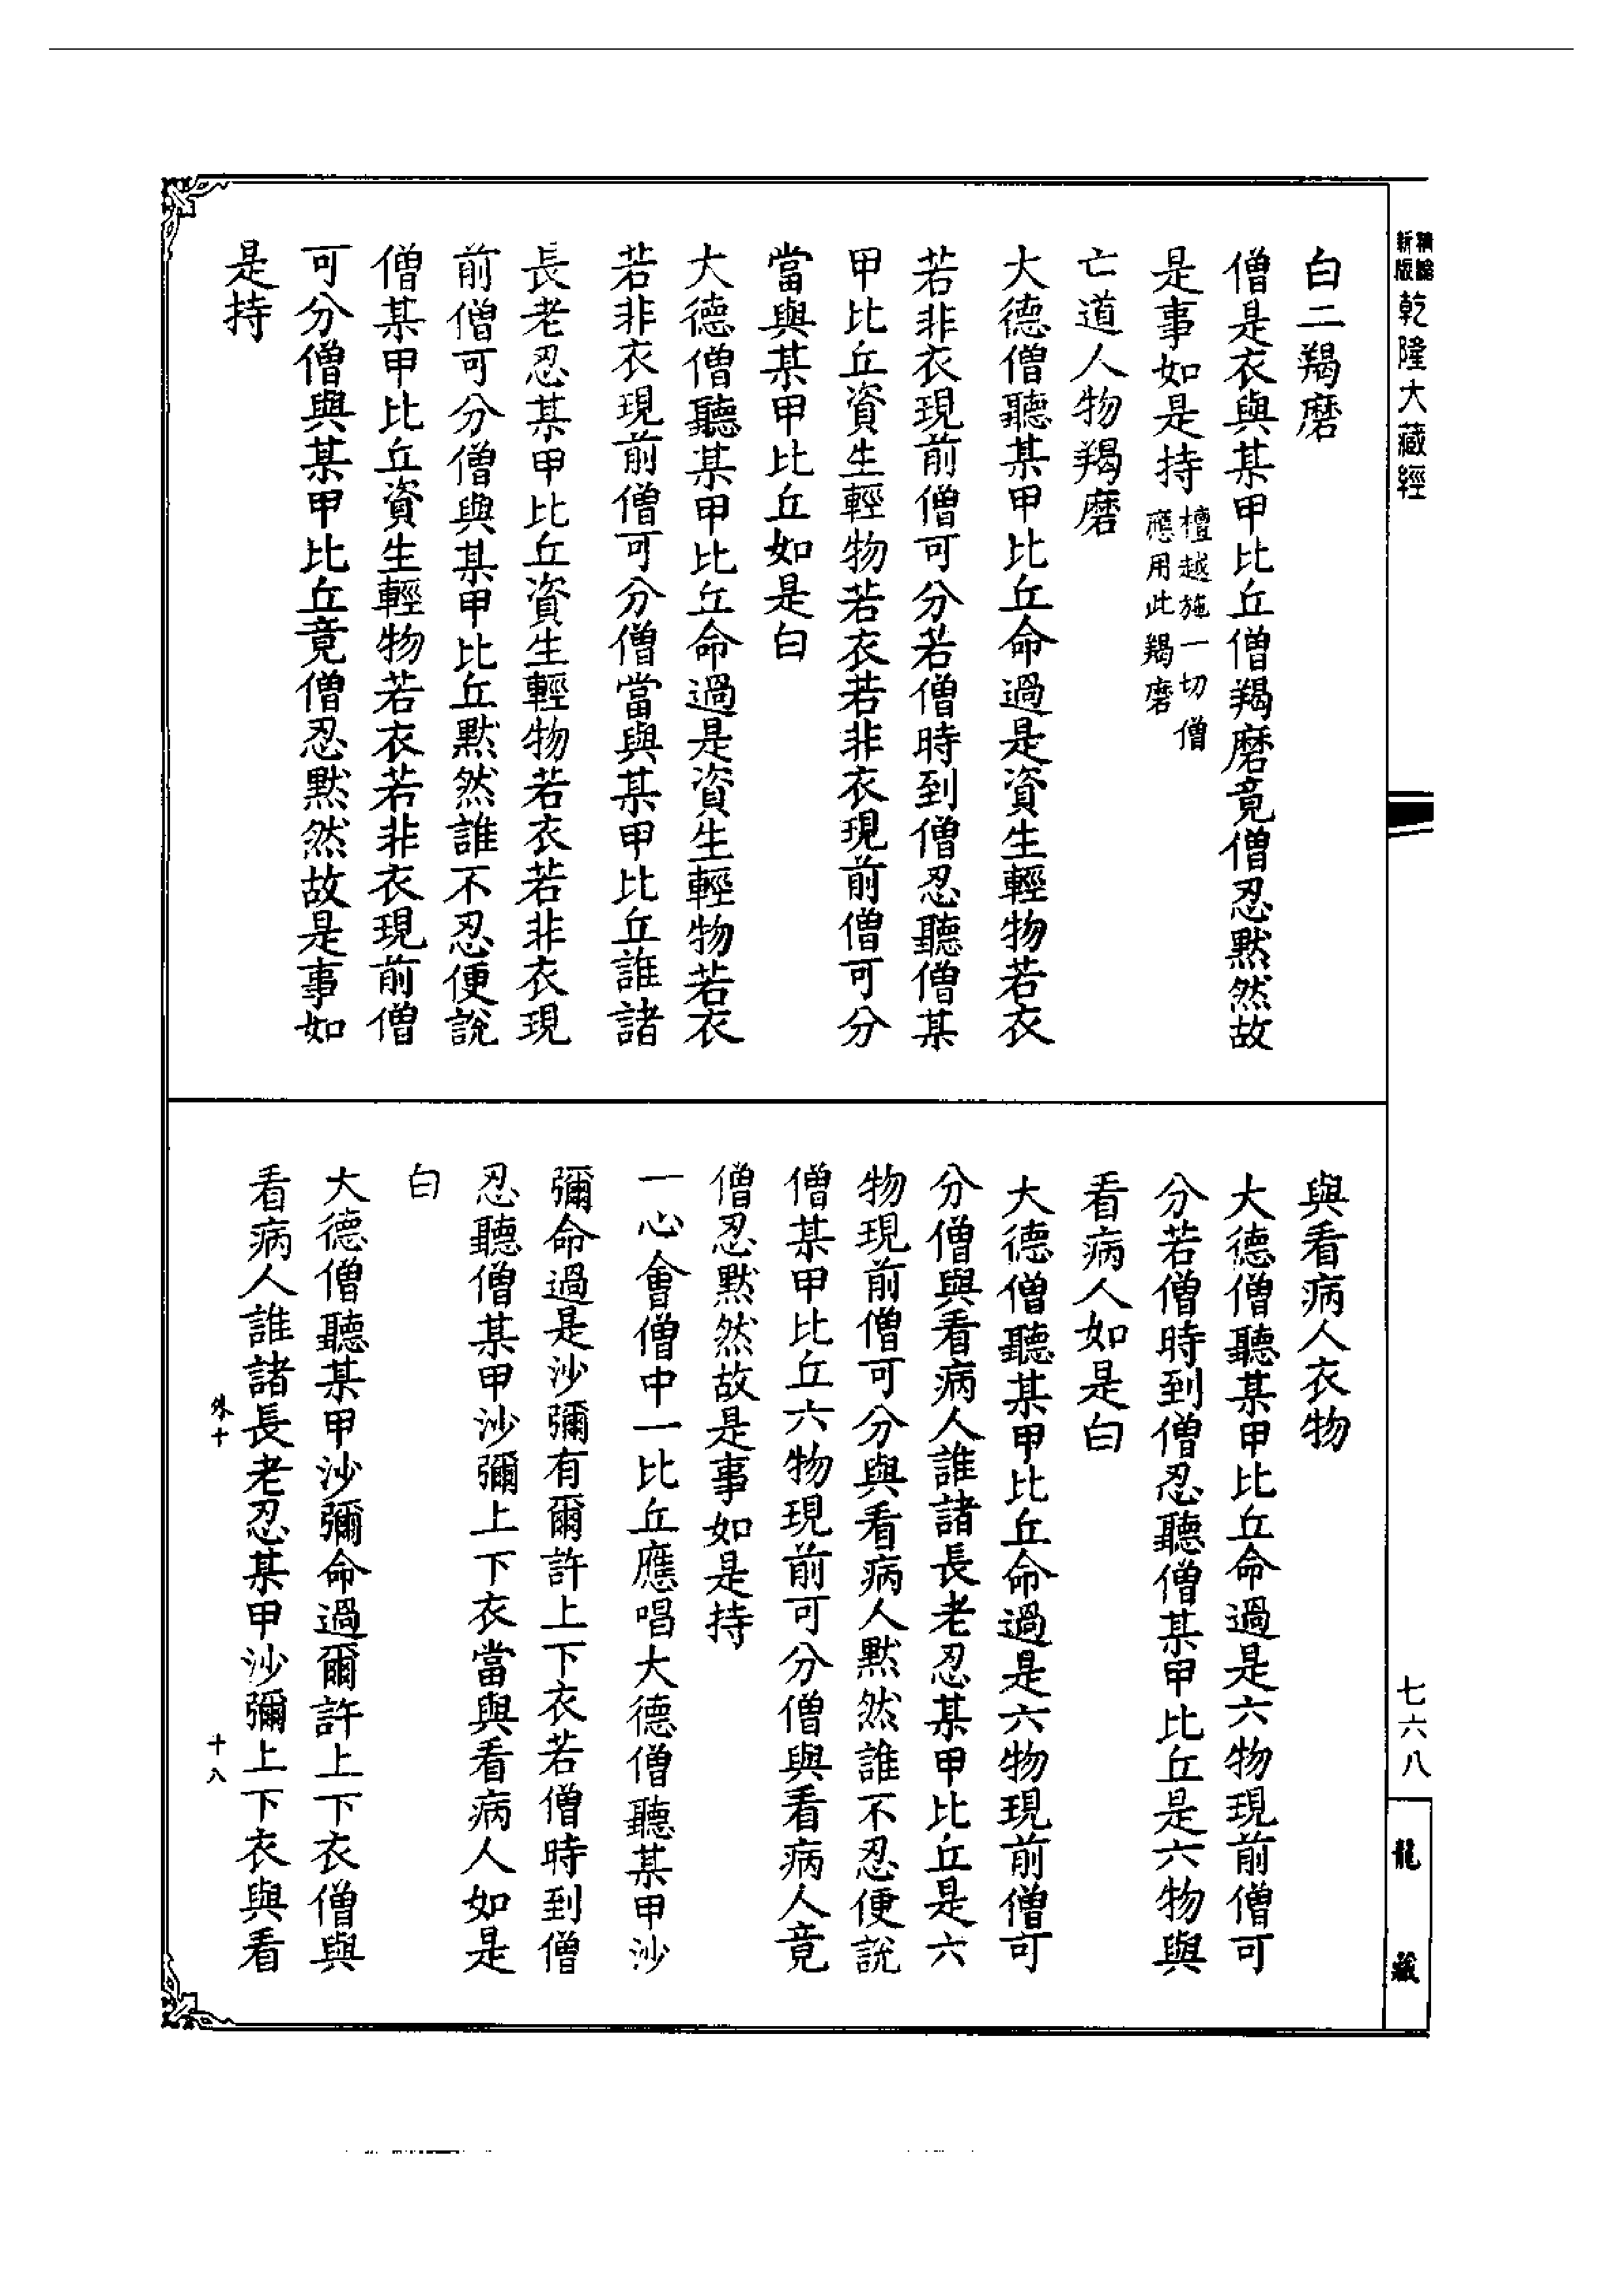 新版精縮乾隆大藏經
白二羯磨
僧是衣與某甲比丘僧羯磨竟僧忍默然故
是事如是持檀越施一切僧應用此羯磨
亡道人物羯磨
大德僧聽某甲比丘命過是資生輕物若衣
若非衣現前僧可分若僧時到僧忍聽僧某
甲比丘資生輕物若衣若非衣現前僧可分
當與某甲比丘如是白
大德僧聽某甲比丘命過是資生輕物若衣
若非衣現前僧可分僧當與某甲比丘誰諸
長老忍某甲比丘資生輕物若衣若非衣現
前僧可分僧與某甲比丘默然誰不忍便說
僧某甲比丘資生輕物若衣若非衣現前僧
可分僧與某甲比丘竟僧忍默然故是事如
是持
與看病人衣物
大德僧聽某甲比丘命過是六物現前僧可
分若僧時到僧忍聽僧某甲比丘是六物與
看病人如是白
大德僧聽某甲比丘命過是六物現前僧可
分僧與看病人誰諸長老忍某甲比丘是六
物現前僧可分與看病人默然誰不忍便說
僧某甲比丘六物現前可分僧與看病人竟
僧忍默然故是事如是持
一心會僧中一比丘應唱大德僧聽某甲沙
彌命過是沙彌有爾許上下衣若僧時到僧
忍聽僧某甲沙彌上下衣當與看病人如是
白
大德僧聽某甲沙彌命過爾許上下衣僧與
看病人誰諸長老忍某甲沙彌上下衣與看
外十
十八
七六八
龍藏